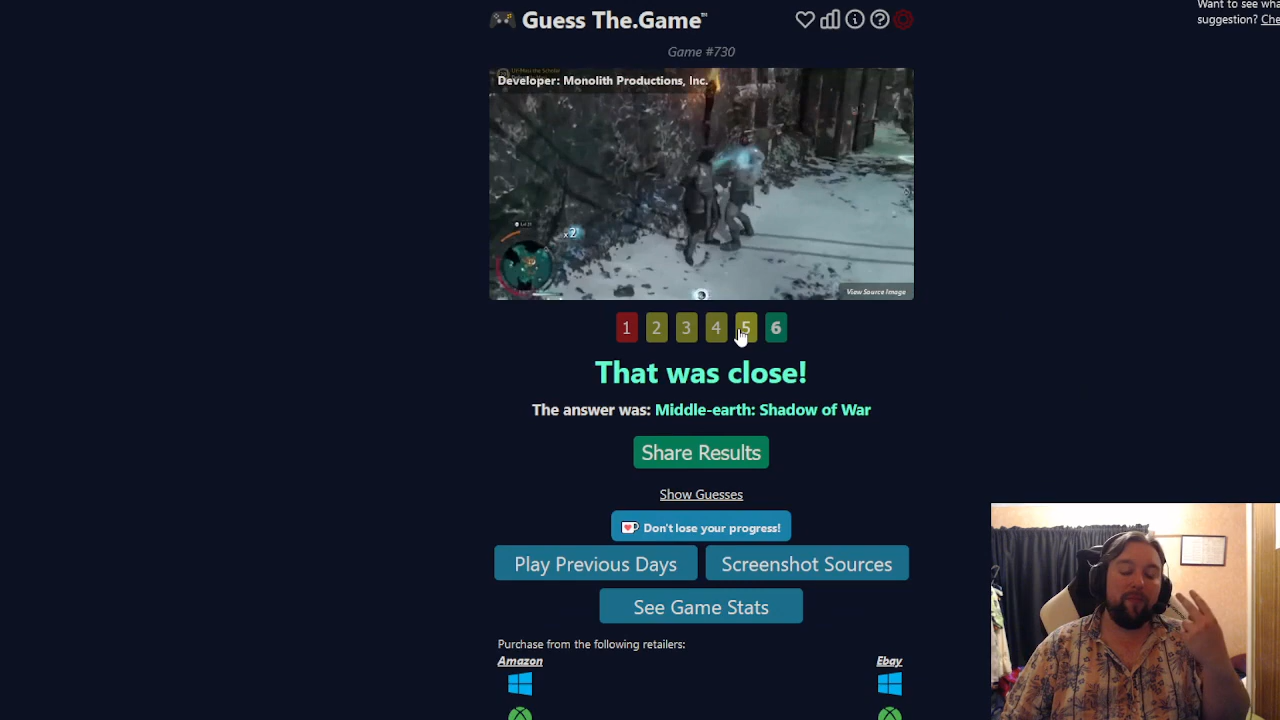 Guess The.Game™
Want to see wha
suggestion? Che
Game #730
Developer: Monolith Productions, Inc.
Lvl 21
x2
View Source Image
1 2 3 4 5 6
That was close!
The answer was: Middle-earth: Shadow of War
Share Results
Show Guesses
Don't lose your progress!
Play Previous Days Screenshot Sources
See Game Stats
Purchase from the following retailers:
Amazon Ebay